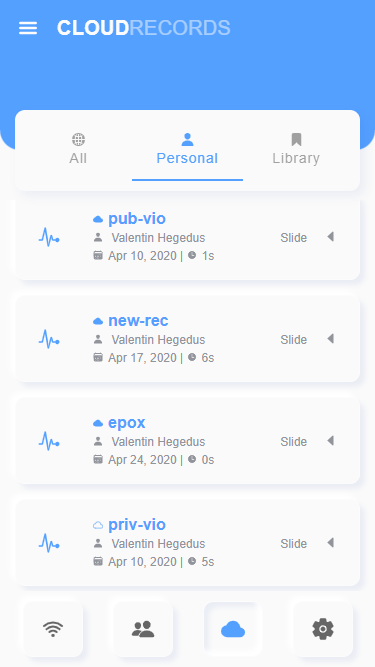 CLOUDRECORDS
All Personal Library
pub-vio
Valentin Hegedus
Slide
Apr 10, 2020 | 1s
new-rec
Valentin Hegedus
Slide
Apr 17, 2020 | 6s
epox
Valentin Hegedus
Slide
Apr 24, 2020 | 0s
priv-vio
Valentin Hegedus
Slide
Apr 10, 2020 | 5s